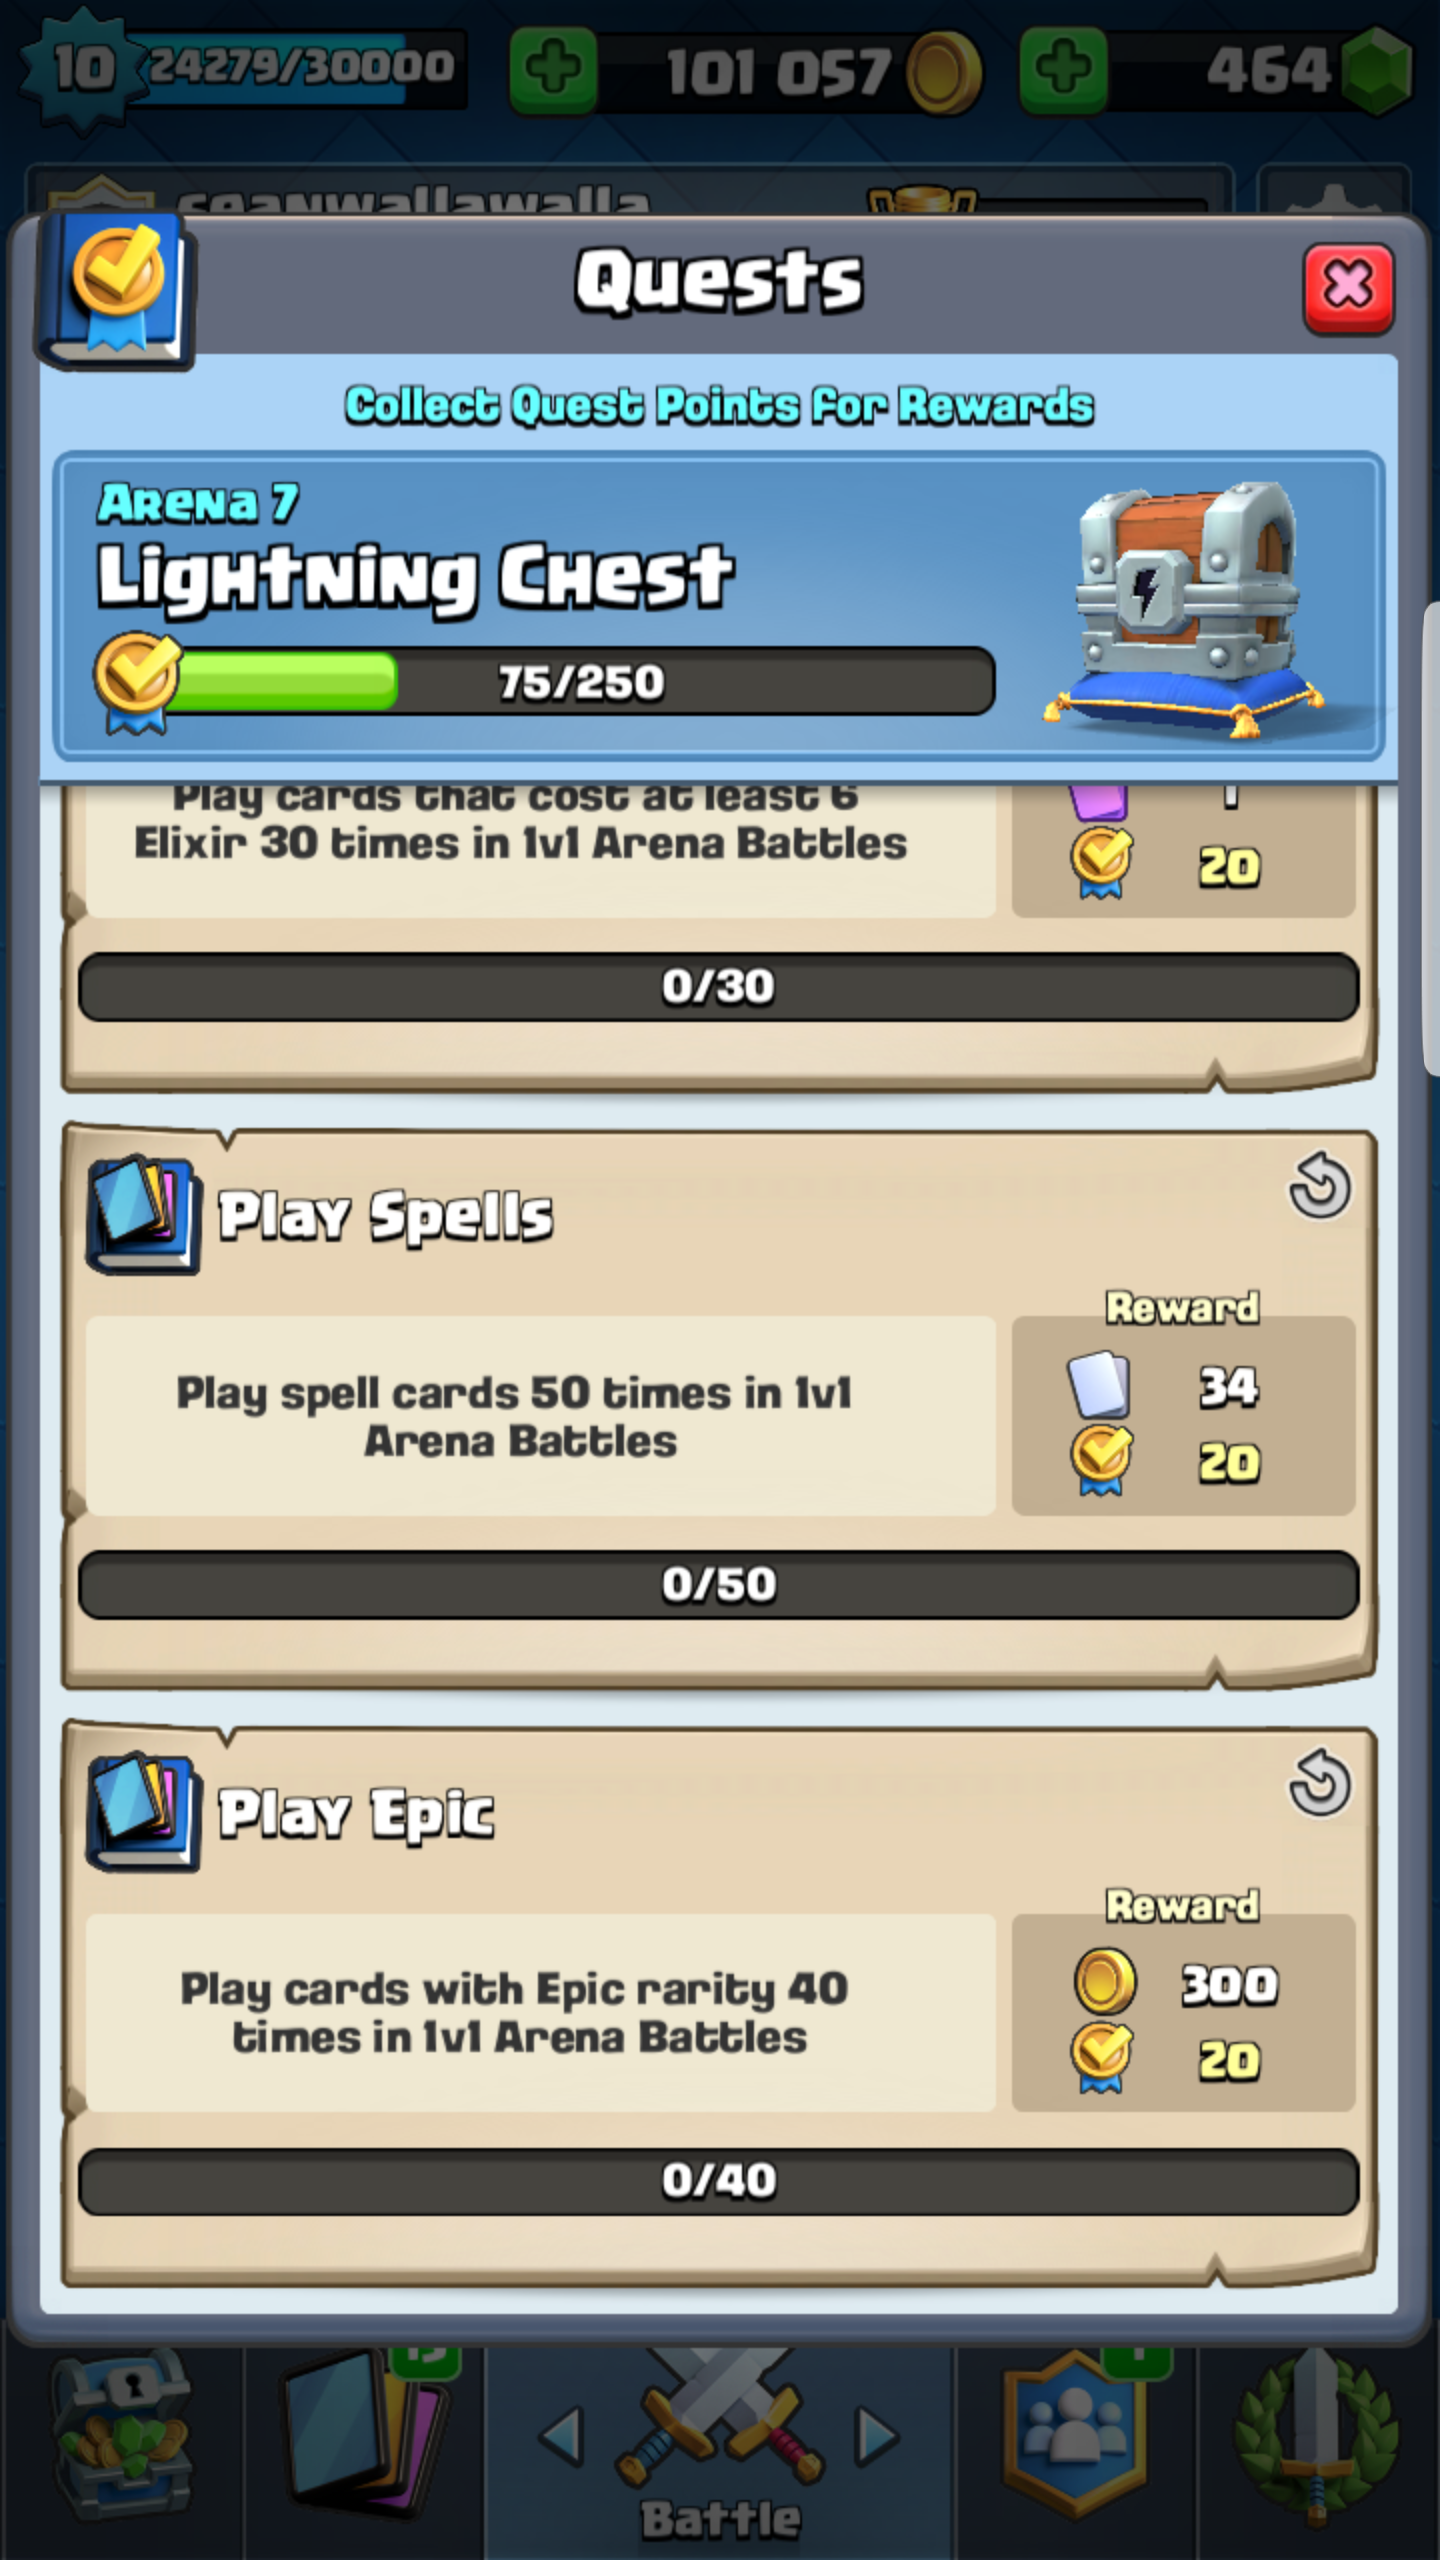 10 24279/30000 101 057 464
seanwallawalla
Quests
Collect Quest Points for Rewards
Arena 7
Lightning Chest
75/250
Play cards that cost at least 6
Elixir 30 times in 1v1 Arena Battles
1
20
0/30
Play Spells
Reward
Play spell cards 50 times in 1v1
Arena Battles
34
20
0/50
Play Epic
Reward
Play cards with Epic rarity 40
times in 1v1 Arena Battles
300
20
0/40
Battle